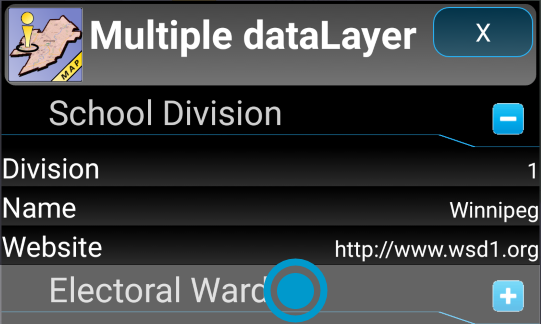 MAP
Multiple dataLayer
X
School Division
Division 1
Name Winnipeg
Website http://www.wsd1.org
Electoral Ward